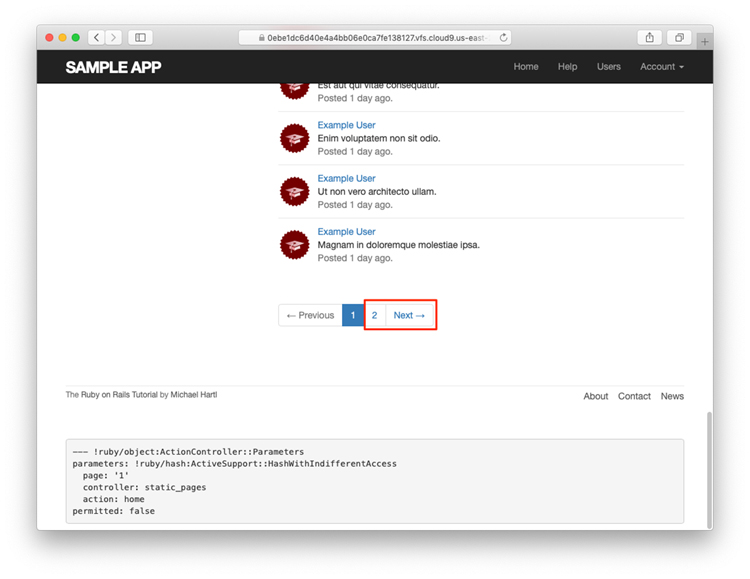 0ebe1dc6d40e4a4bb06e0ca7fe138127.vfs.cloud9.us-east-
SAMPLE APP
Home Help Users Account
Est aut qui vitae consequatur.
Posted 1 day ago.
Example User
Enim voluptatem non sit odio.
Posted 1 day ago.
Example User
Ut non vero architecto ullam.
Posted 1 day ago.
Example User
Magnam in doloremque molestiae ipsa.
Posted 1 day ago.
← Previous 1 2 Next →
The Ruby on Rails Tutorial by Michael Hartl
About Contact News
--- !ruby/object:ActionController::Parameters
parameters: !ruby/hash:ActiveSupport::HashWithIndifferentAccess
  page: '1'
  controller: static_pages
  action: home
permitted: false